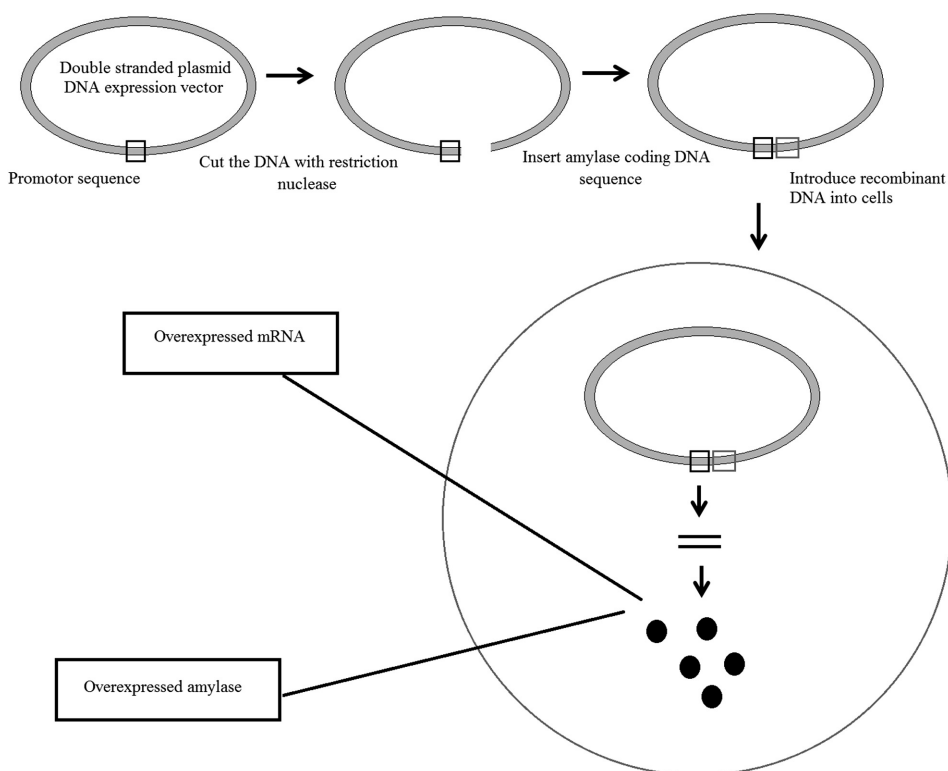 Double stranded plasmid
DNA expression vector
Promotor sequence
Cut the DNA with restriction
nuclease
Insert amylase coding DNA
sequence
Introduce recombinant
DNA into cells
Overexpressed mRNA
Overexpressed amylase